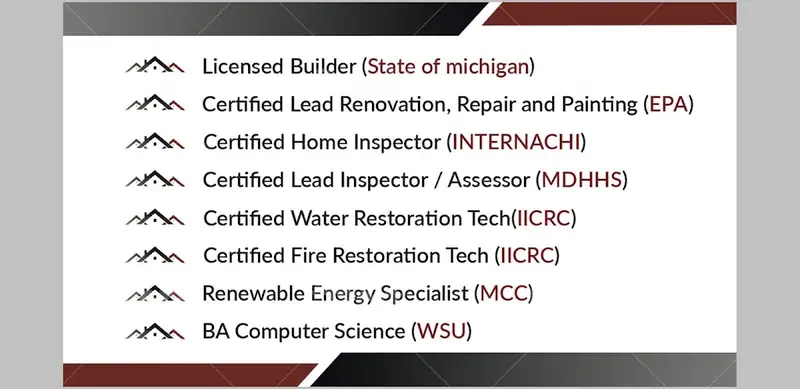 Licensed Builder (State of michigan)
Certified Lead Renovation, Repair and Painting (EPA)
Certified Home Inspector (INTERNACHI)
Certified Lead Inspector / Assessor (MDHHS)
Certified Water Restoration Tech(IICRC)
Certified Fire Restoration Tech (IICRC)
Renewable Energy Specialist (MCC)
BA Computer Science (WSU)